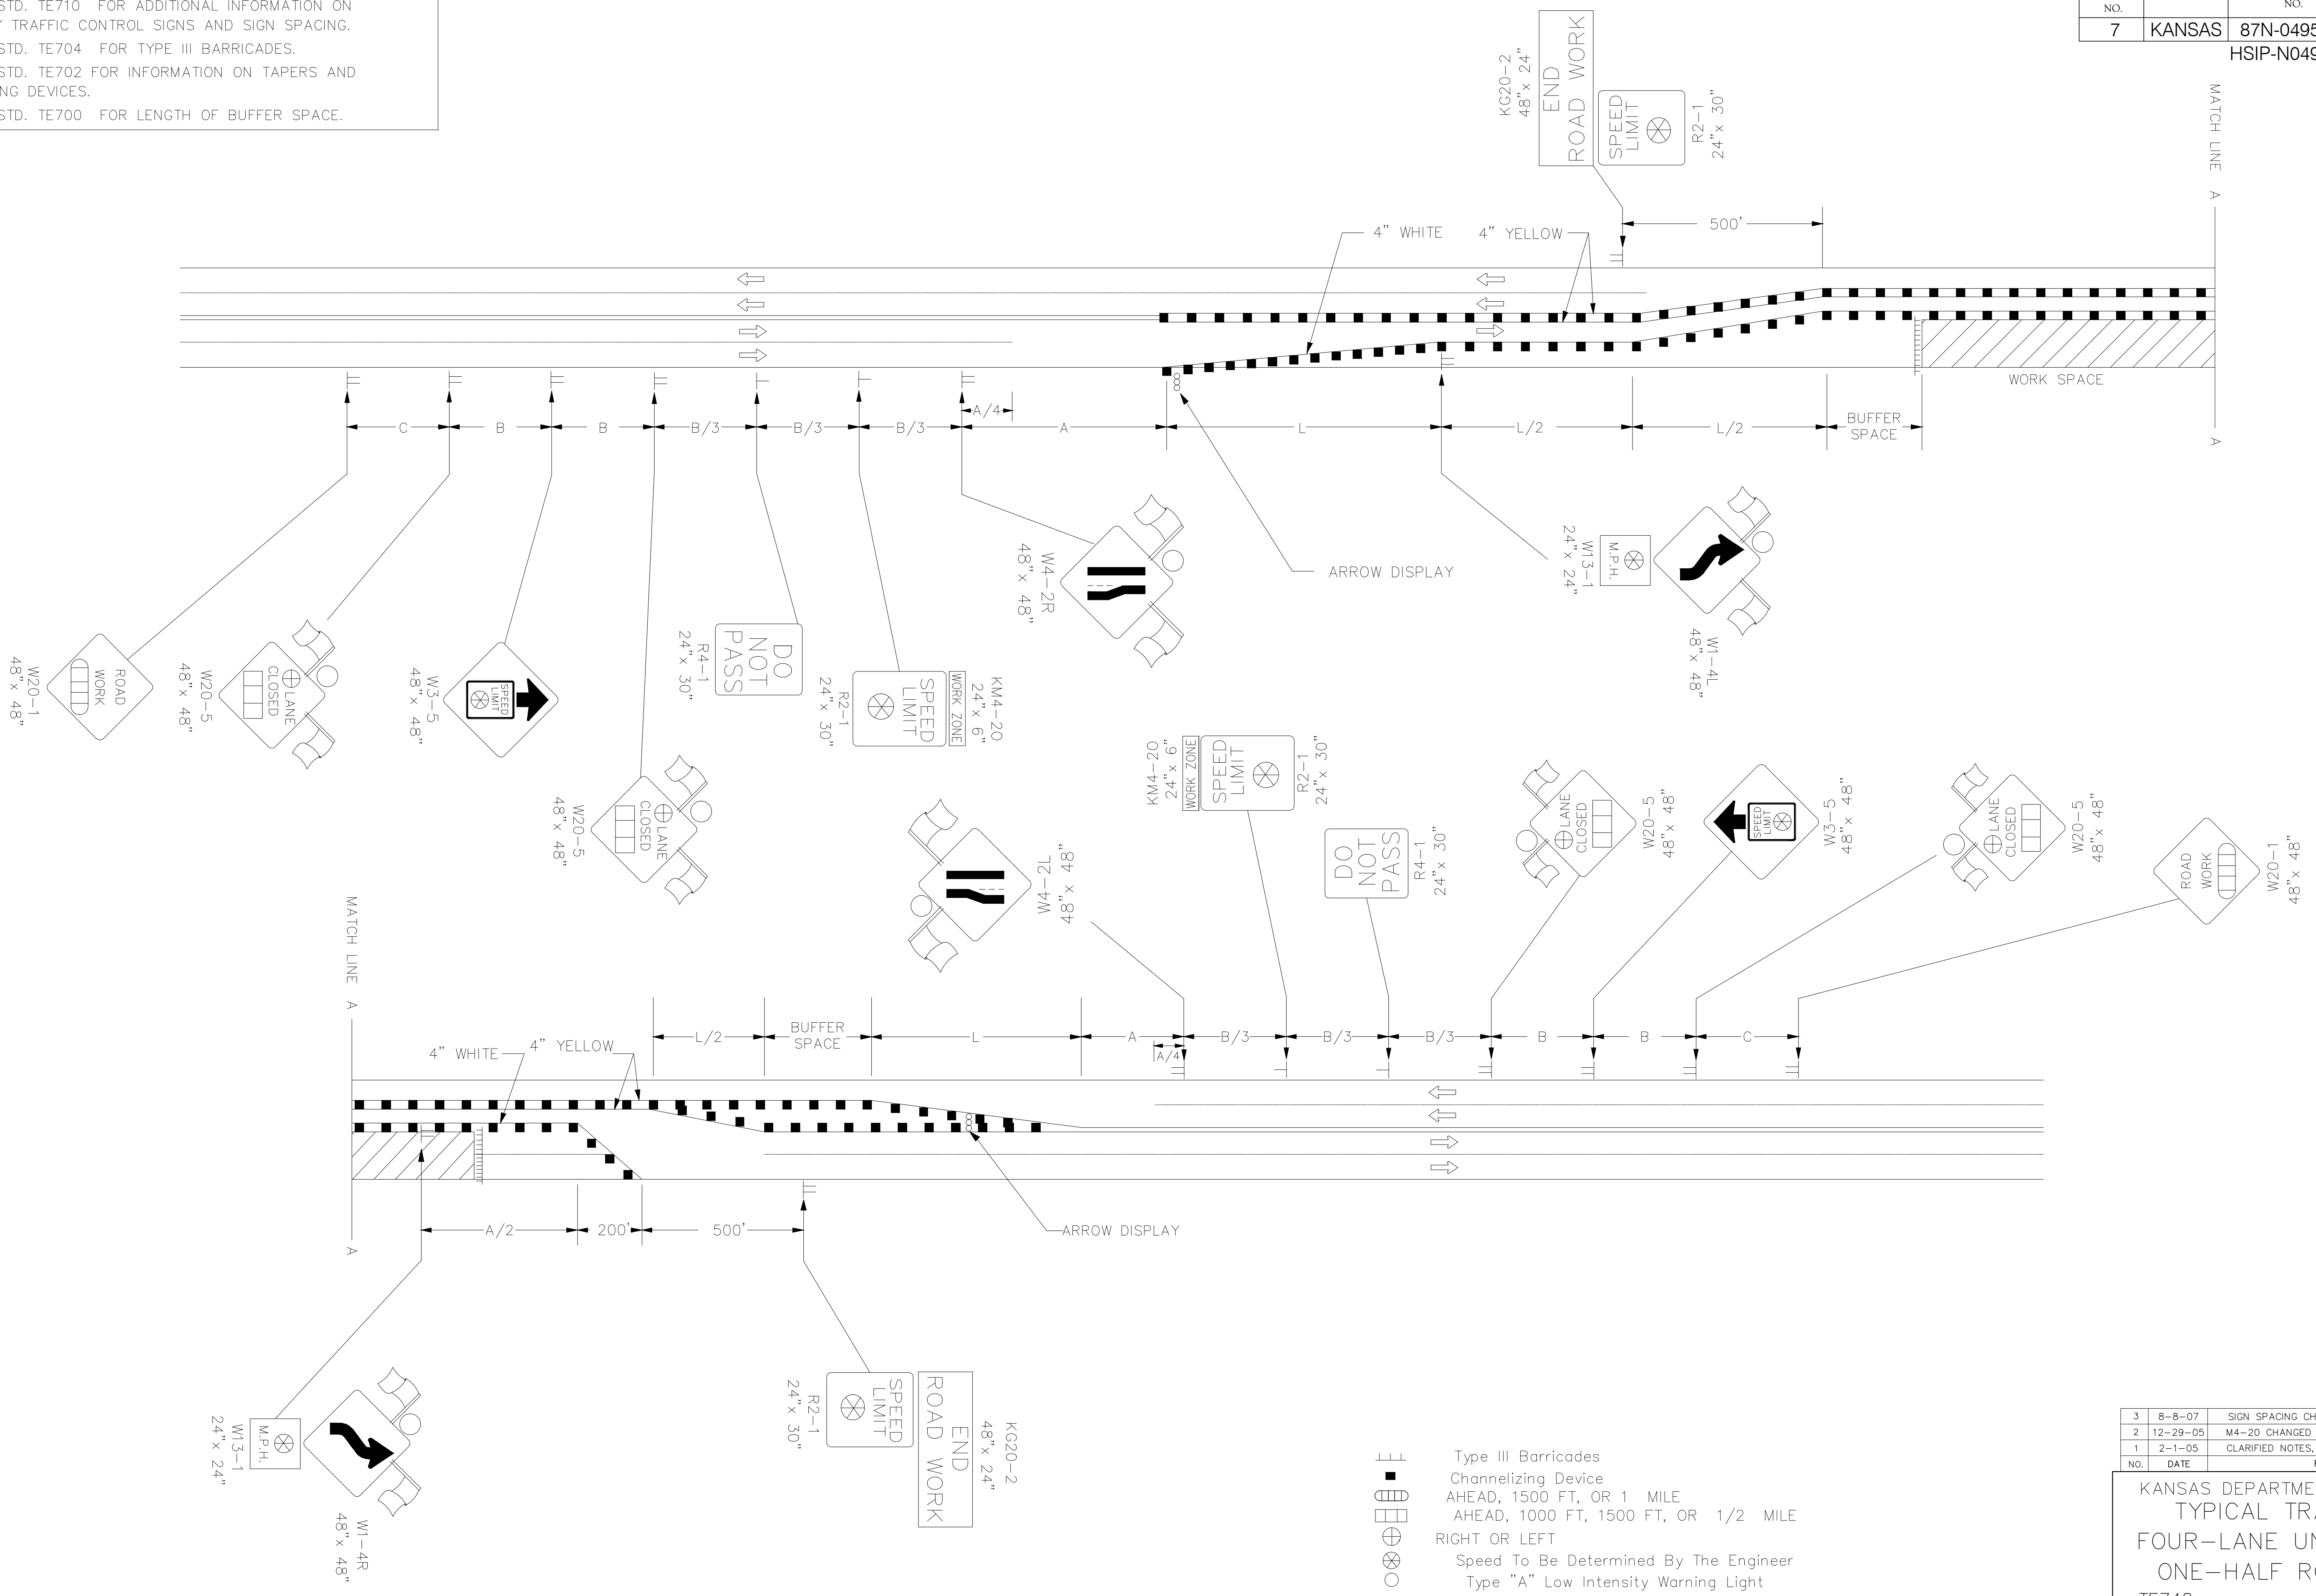 STD. TE710 FOR ADDITIONAL INFORMATION ON
TRAFFIC CONTROL SIGNS AND SIGN SPACING.
STD. TE704 FOR TYPE III BARRICADES.
STD. TE702 FOR INFORMATION ON TAPERS AND
NG DEVICES.
STD. TE700 FOR LENGTH OF BUFFER SPACE.
NO.
NO.
7 KANSAS 87N-0495
HSIP-N049
MATCH LINE A
KG20-2
48"x 24"
END
ROAD WORK
SPEED
LIMIT
R2-1
24"x 30"
500'
4" WHITE
4" YELLOW
WORK SPACE
A
C
B
B
B/3
B/3
B/3
A/4
A
L
L/2
L/2
BUFFER
SPACE
ARROW DISPLAY
ROAD
WORK
W20-1
48"x 48"
LANE
CLOSED
W20-5
48"x 48"
SPEED
LIMIT
W3-5
48"x 48"
LANE
CLOSED
W20-5
48"x 48"
DO
NOT
PASS
R4-1
24"x 30"
KM4-20
24"x 6"
WORK ZONE
SPEED
LIMIT
R2-1
24"x 30"
W4-2R
48"x 48"
M.P.H.
W13-1
24"x 24"
W1-4L
48"x 48"
MATCH LINE A
W4-2L
48"x 48"
KM4-20
24"x 6"
WORK ZONE
SPEED
LIMIT
R2-1
24"x 30"
DO
NOT
PASS
R4-1
24"x 30"
LANE
CLOSED
W20-5
48"x 48"
SPEED
LIMIT
W3-5
48"x 48"
LANE
CLOSED
W20-5
48"x 48"
ROAD
WORK
W20-1
48"x 48"
L/2
BUFFER
SPACE
L
A
A/4
B/3
B/3
B/3
B
B
C
4" WHITE
4" YELLOW
A
A/2
200'
500'
ARROW DISPLAY
M.P.H.
W13-1
24"x 24"
W1-4R
48"x 48"
SPEED
LIMIT
R2-1
24"x 30"
END
ROAD WORK
KG20-2
48"x 24"
Type III Barricades
Channelizing Device
AHEAD, 1500 FT, OR 1 MILE
AHEAD, 1000 FT, 1500 FT, OR 1/2 MILE
RIGHT OR LEFT
Speed To Be Determined By The Engineer
Type "A" Low Intensity Warning Light
3 8-8-07 SIGN SPACING CH
2 12-29-05 M4-20 CHANGED
1 2-1-05 CLARIFIED NOTES,
NO. DATE
KANSAS DEPARTME
TYPICAL TRA
FOUR-LANE UN
ONE-HALF RO